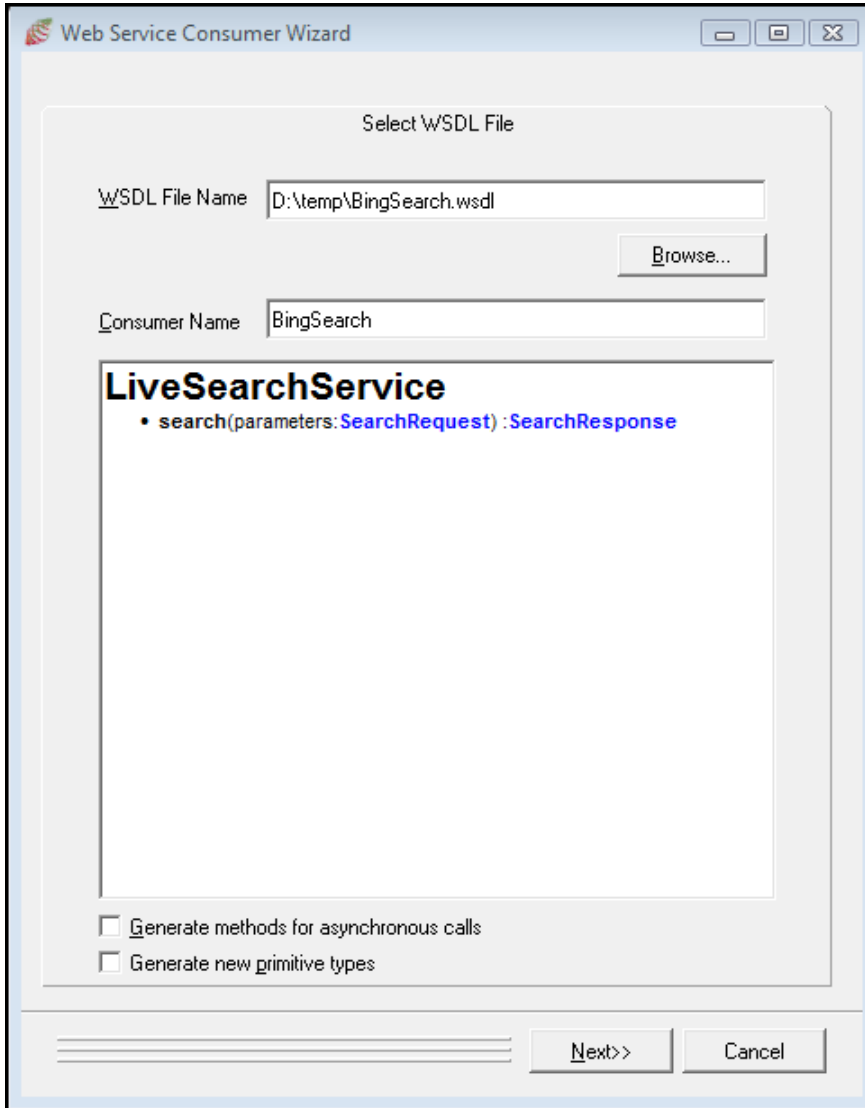 Web Service Consumer Wizard
Select WSDL File
WSDL File Name D:\temp\BingSearch.wsdl
Browse...
Consumer Name BingSearch
LiveSearchService
• search(parameters:SearchRequest) :SearchResponse
Generate methods for asynchronous calls
Generate new primitive types
Next>> Cancel